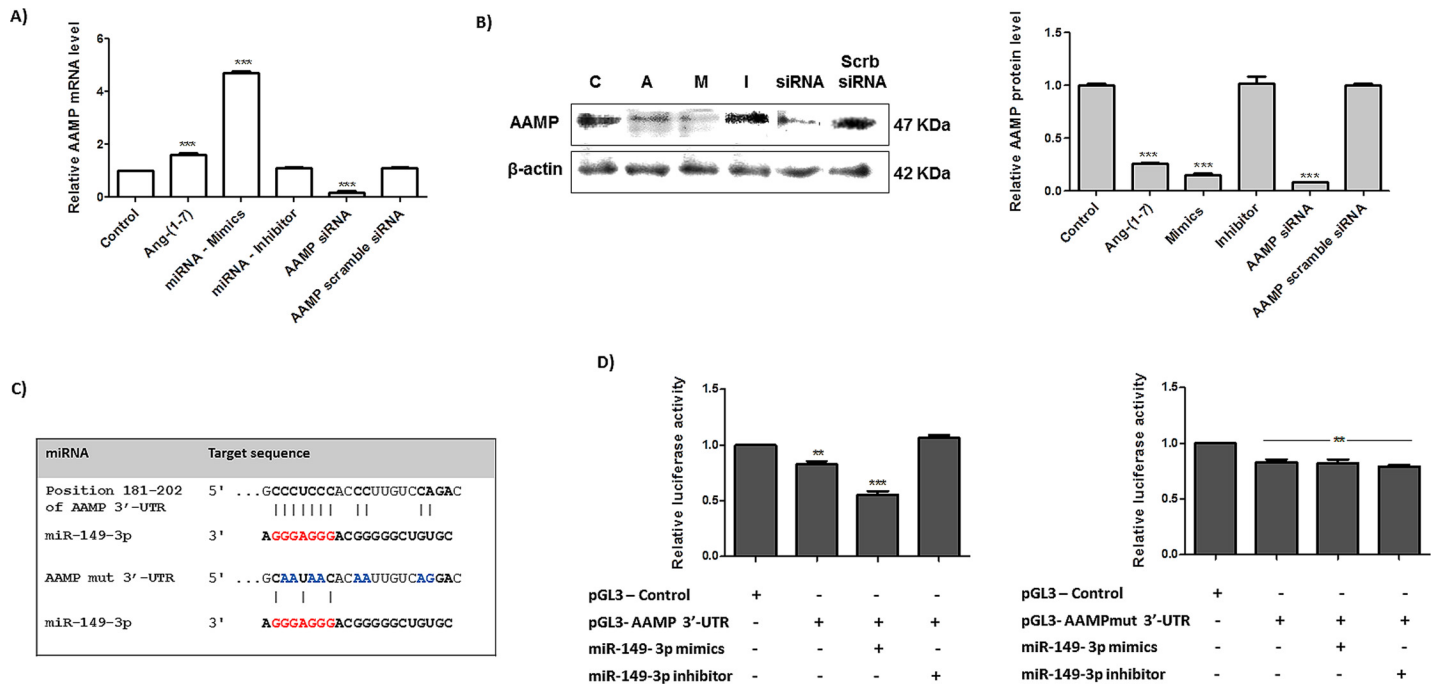 A)
Relative AAMP mRNA level
6
4
2
0
***
***
***
Control
Ang-(1-7)
miRNA - Mimics
miRNA - Inhibitor
AAMP siRNA
AAMP scramble siRNA
B)
C A M I siRNA Scrb siRNA
AAMP 47 KDa
β-actin 42 KDa
Relative AAMP protein level
1.5
1.0
0.5
0.0
***
***
***
Control
Ang-(1-7)
Mimics
Inhibitor
AAMP siRNA
AAMP scramble siRNA
C)
miRNA Target sequence
Position 181-202 5' ...GCCCUCCCACCCUUGUCCAGAC
of AAMP 3'-UTR
miR-149-3p 3' AGGGAGGGACGGGGGCUGUGC
AAMP mut 3'-UTR 5' ...GCAAUAACACAAUUGUCAGGAC
miR-149-3p 3' AGGGAGGGACGGGGGCUGUGC
D)
Relative luciferase activity
1.5
1.0
0.5
0.0
**
***
pGL3 – Control + - - -
pGL3- AAMP 3'-UTR - + + +
miR-149- 3p mimics - - + -
miR-149-3p inhibitor - - - +
Relative luciferase activity
1.5
1.0
0.5
0.0
**
pGL3 – Control + - - -
pGL3- AAMPmut 3'-UTR - + + +
miR-149-3p mimics - - + -
miR-149-3p inhibitor - - - +